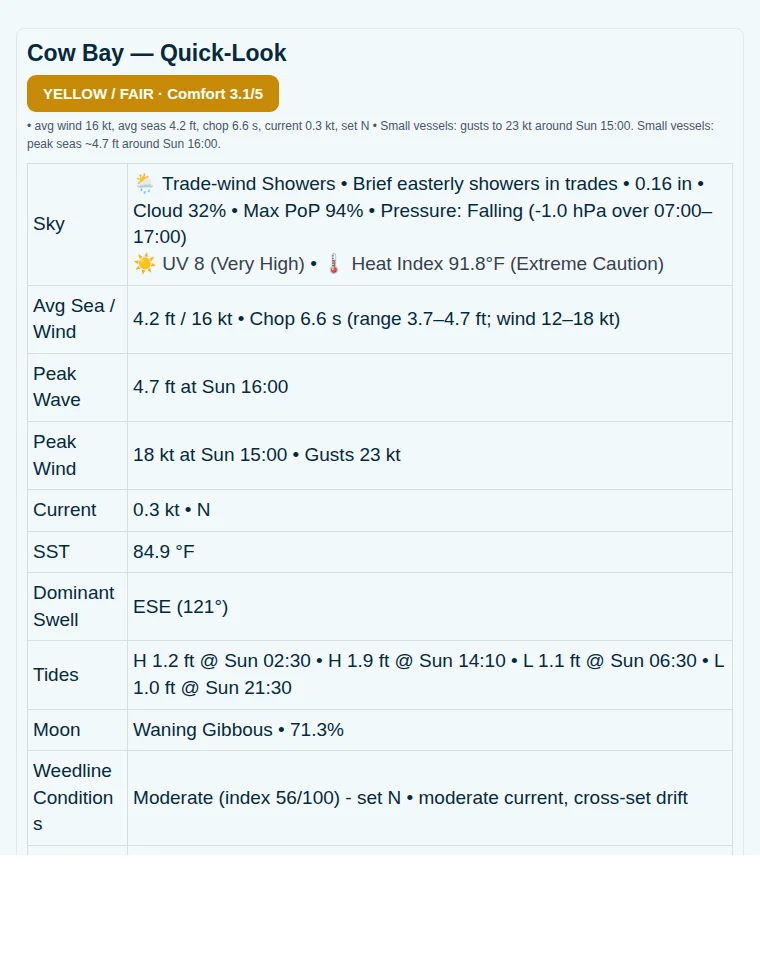 Cow Bay — Quick-Look
YELLOW / FAIR · Comfort 3.1/5
• avg wind 16 kt, avg seas 4.2 ft, chop 6.6 s, current 0.3 kt, set N • Small vessels: gusts to 23 kt around Sun 15:00. Small vessels:
peak seas ~4.7 ft around Sun 16:00.
Sky
🌦️ Trade-wind Showers • Brief easterly showers in trades • 0.16 in •
Cloud 32% • Max PoP 94% • Pressure: Falling (-1.0 hPa over 07:00–
17:00)
☀️ UV 8 (Very High) • 🌡️ Heat Index 91.8°F (Extreme Caution)
Avg Sea /
Wind
4.2 ft / 16 kt • Chop 6.6 s (range 3.7–4.7 ft; wind 12–18 kt)
Peak
Wave
4.7 ft at Sun 16:00
Peak
Wind
18 kt at Sun 15:00 • Gusts 23 kt
Current
0.3 kt • N
SST
84.9 °F
Dominant
Swell
ESE (121°)
Tides
H 1.2 ft @ Sun 02:30 • H 1.9 ft @ Sun 14:10 • L 1.1 ft @ Sun 06:30 • L
1.0 ft @ Sun 21:30
Moon
Waning Gibbous • 71.3%
Weedline
Condition
s
Moderate (index 56/100) - set N • moderate current, cross-set drift